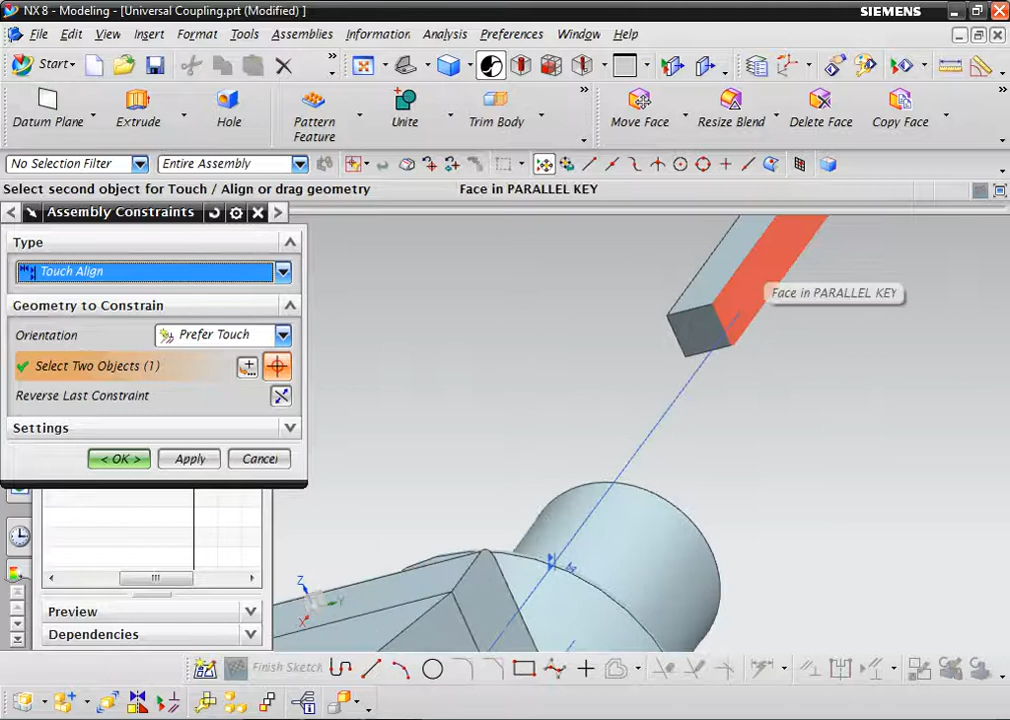 NX 8 - Modeling - [Universal Coupling.prt (Modified) ]
SIEMENS
File Edit View Insert Format Tools Assemblies Information Analysis Preferences Window Help
Start
Datum Plane
Extrude
Hole
Pattern Feature
Unite
Trim Body
Move Face
Resize Blend
Delete Face
Copy Face
No Selection Filter
Entire Assembly
Select second object for Touch / Align or drag geometry
Face in PARALLEL KEY
Assembly Constraints
Type
Touch Align
Face in PARALLEL KEY
Geometry to Constrain
Orientation
Prefer Touch
Select Two Objects (1)
Reverse Last Constraint
Settings
< OK >
Apply
Cancel
Z
Y
X
Preview
Dependencies
Finish Sketch